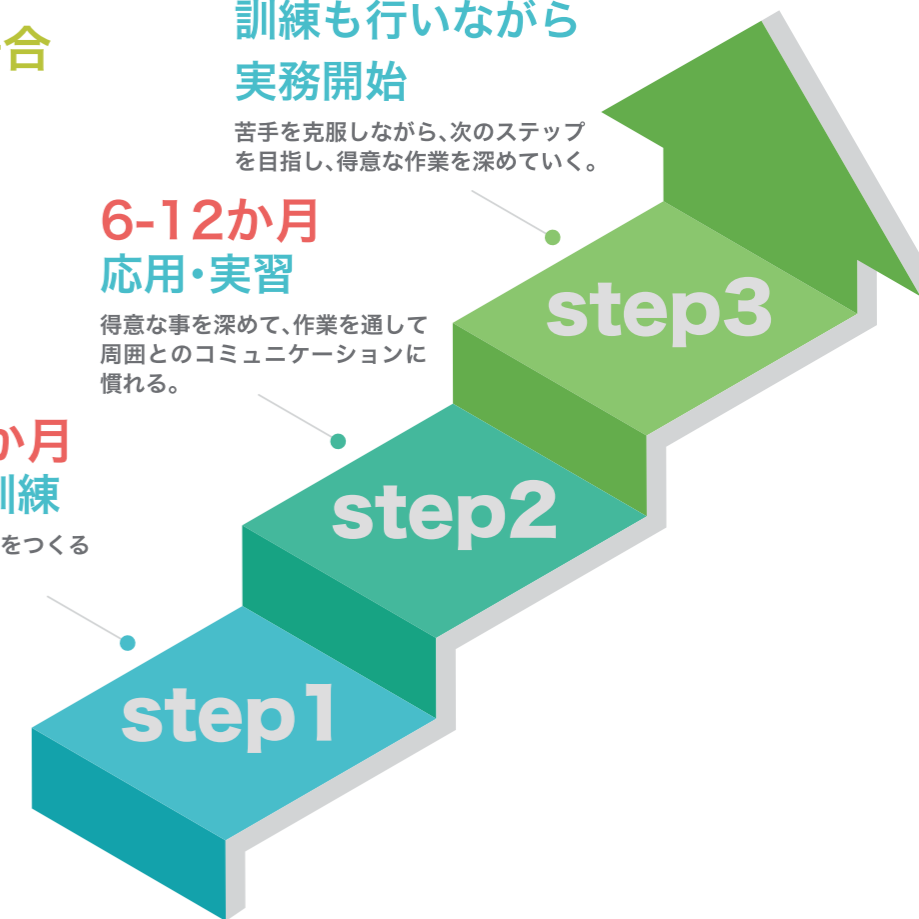 合
訓練も行いながら
実務開始
苦手を克服しながら、次のステップ
を目指し、得意な作業を深めていく。
6-12か月
応用・実習
得意な事を深めて、作業を通して
周囲とのコミュニケーションに
慣れる。
か月
訓練
をつくる
step3
step2
step1